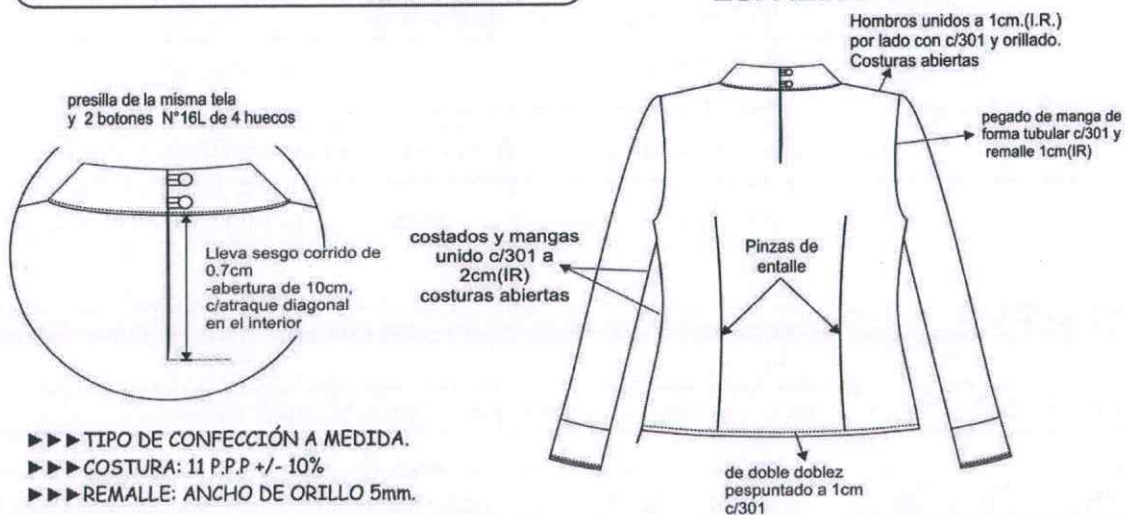 Hombros unidos a 1cm.(I.R.)
por lado con c/301 y orillado.
Costuras abiertas
presilla de la misma tela
y 2 botones N°16L de 4 huecos
pegado de manga de
forma tubular c/301 y
remalle 1cm(IR)
Lleva sesgo corrido de
0.7cm
-abertura de 10cm,
c/atraque diagonal
en el interior
costados y mangas
unido c/301 a
2cm(IR)
costuras abiertas
Pinzas de
entalle
►►►TIPO DE CONFECCIÓN A MEDIDA.
►►►COSTURA: 11 P.P.P +/- 10%
►►►REMALLE: ANCHO DE ORILLO 5mm.
de doble doblez
pespuntado a 1cm
c/301